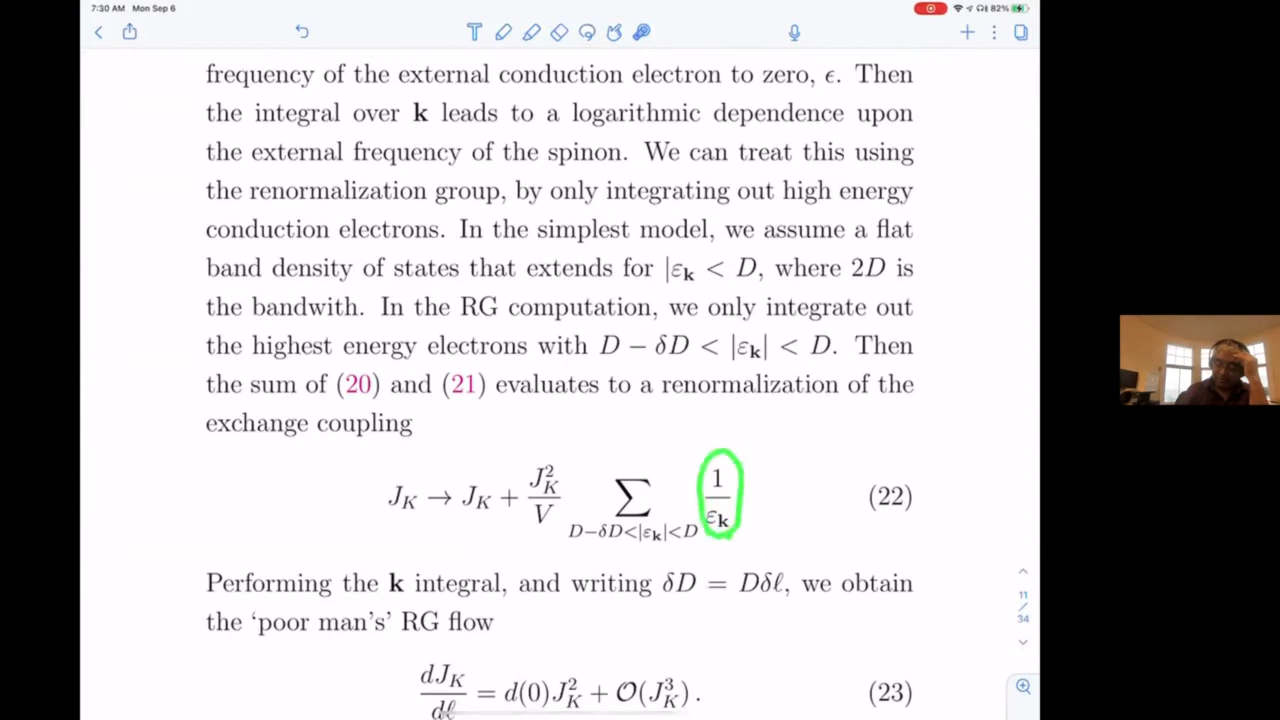 7:30 AM Mon Sep 6
82%
frequency of the external conduction electron to zero, ϵ. Then
the integral over k leads to a logarithmic dependence upon
the external frequency of the spinon. We can treat this using
the renormalization group, by only integrating out high energy
conduction electrons. In the simplest model, we assume a flat
band density of states that extends for |εk < D, where 2D is
the bandwith. In the RG computation, we only integrate out
the highest energy electrons with D − δD < |εk| < D. Then
the sum of (20) and (21) evaluates to a renormalization of the
exchange coupling
J_K → J_K + J_K^2/V ∑_{D−δD<|εk|<D} 1/εk (22)
Performing the k integral, and writing δD = Dδℓ, we obtain
the ‘poor man’s’ RG flow
dJ_K/dℓ = d(0)J_K^2 + O(J_K^3). (23)
11
/
34